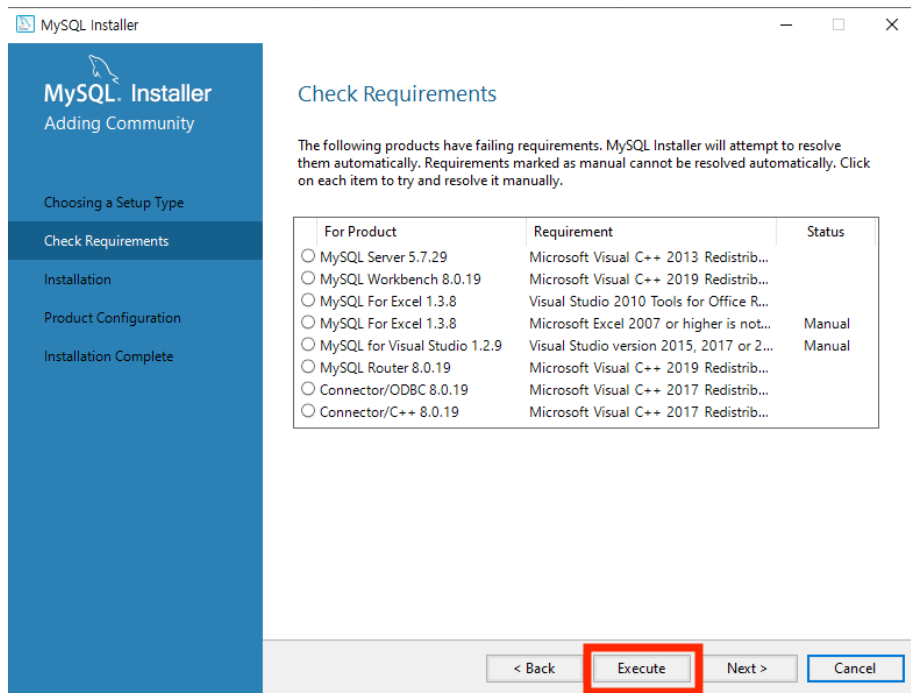 MySQL Installer
MySQL. Installer
Adding Community
Choosing a Setup Type
Check Requirements
Installation
Product Configuration
Installation Complete
Check Requirements
The following products have failing requirements. MySQL Installer will attempt to resolve
them automatically. Requirements marked as manual cannot be resolved automatically. Click
on each item to try and resolve it manually.
For Product Requirement Status
MySQL Server 5.7.29 Microsoft Visual C++ 2013 Redistrib...
MySQL Workbench 8.0.19 Microsoft Visual C++ 2019 Redistrib...
MySQL For Excel 1.3.8 Visual Studio 2010 Tools for Office R...
MySQL For Excel 1.3.8 Microsoft Excel 2007 or higher is not... Manual
MySQL for Visual Studio 1.2.9 Visual Studio version 2015, 2017 or 2... Manual
MySQL Router 8.0.19 Microsoft Visual C++ 2019 Redistrib...
Connector/ODBC 8.0.19 Microsoft Visual C++ 2017 Redistrib...
Connector/C++ 8.0.19 Microsoft Visual C++ 2017 Redistrib...
< Back Execute Next > Cancel